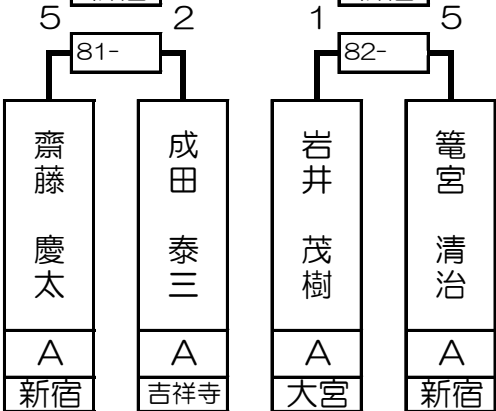 5 2 1 5
81- 82-
齋藤 慶太
成田 泰三
岩井 茂樹
篭宮 清治
A A A A
新宿 吉祥寺 大宮 新宿